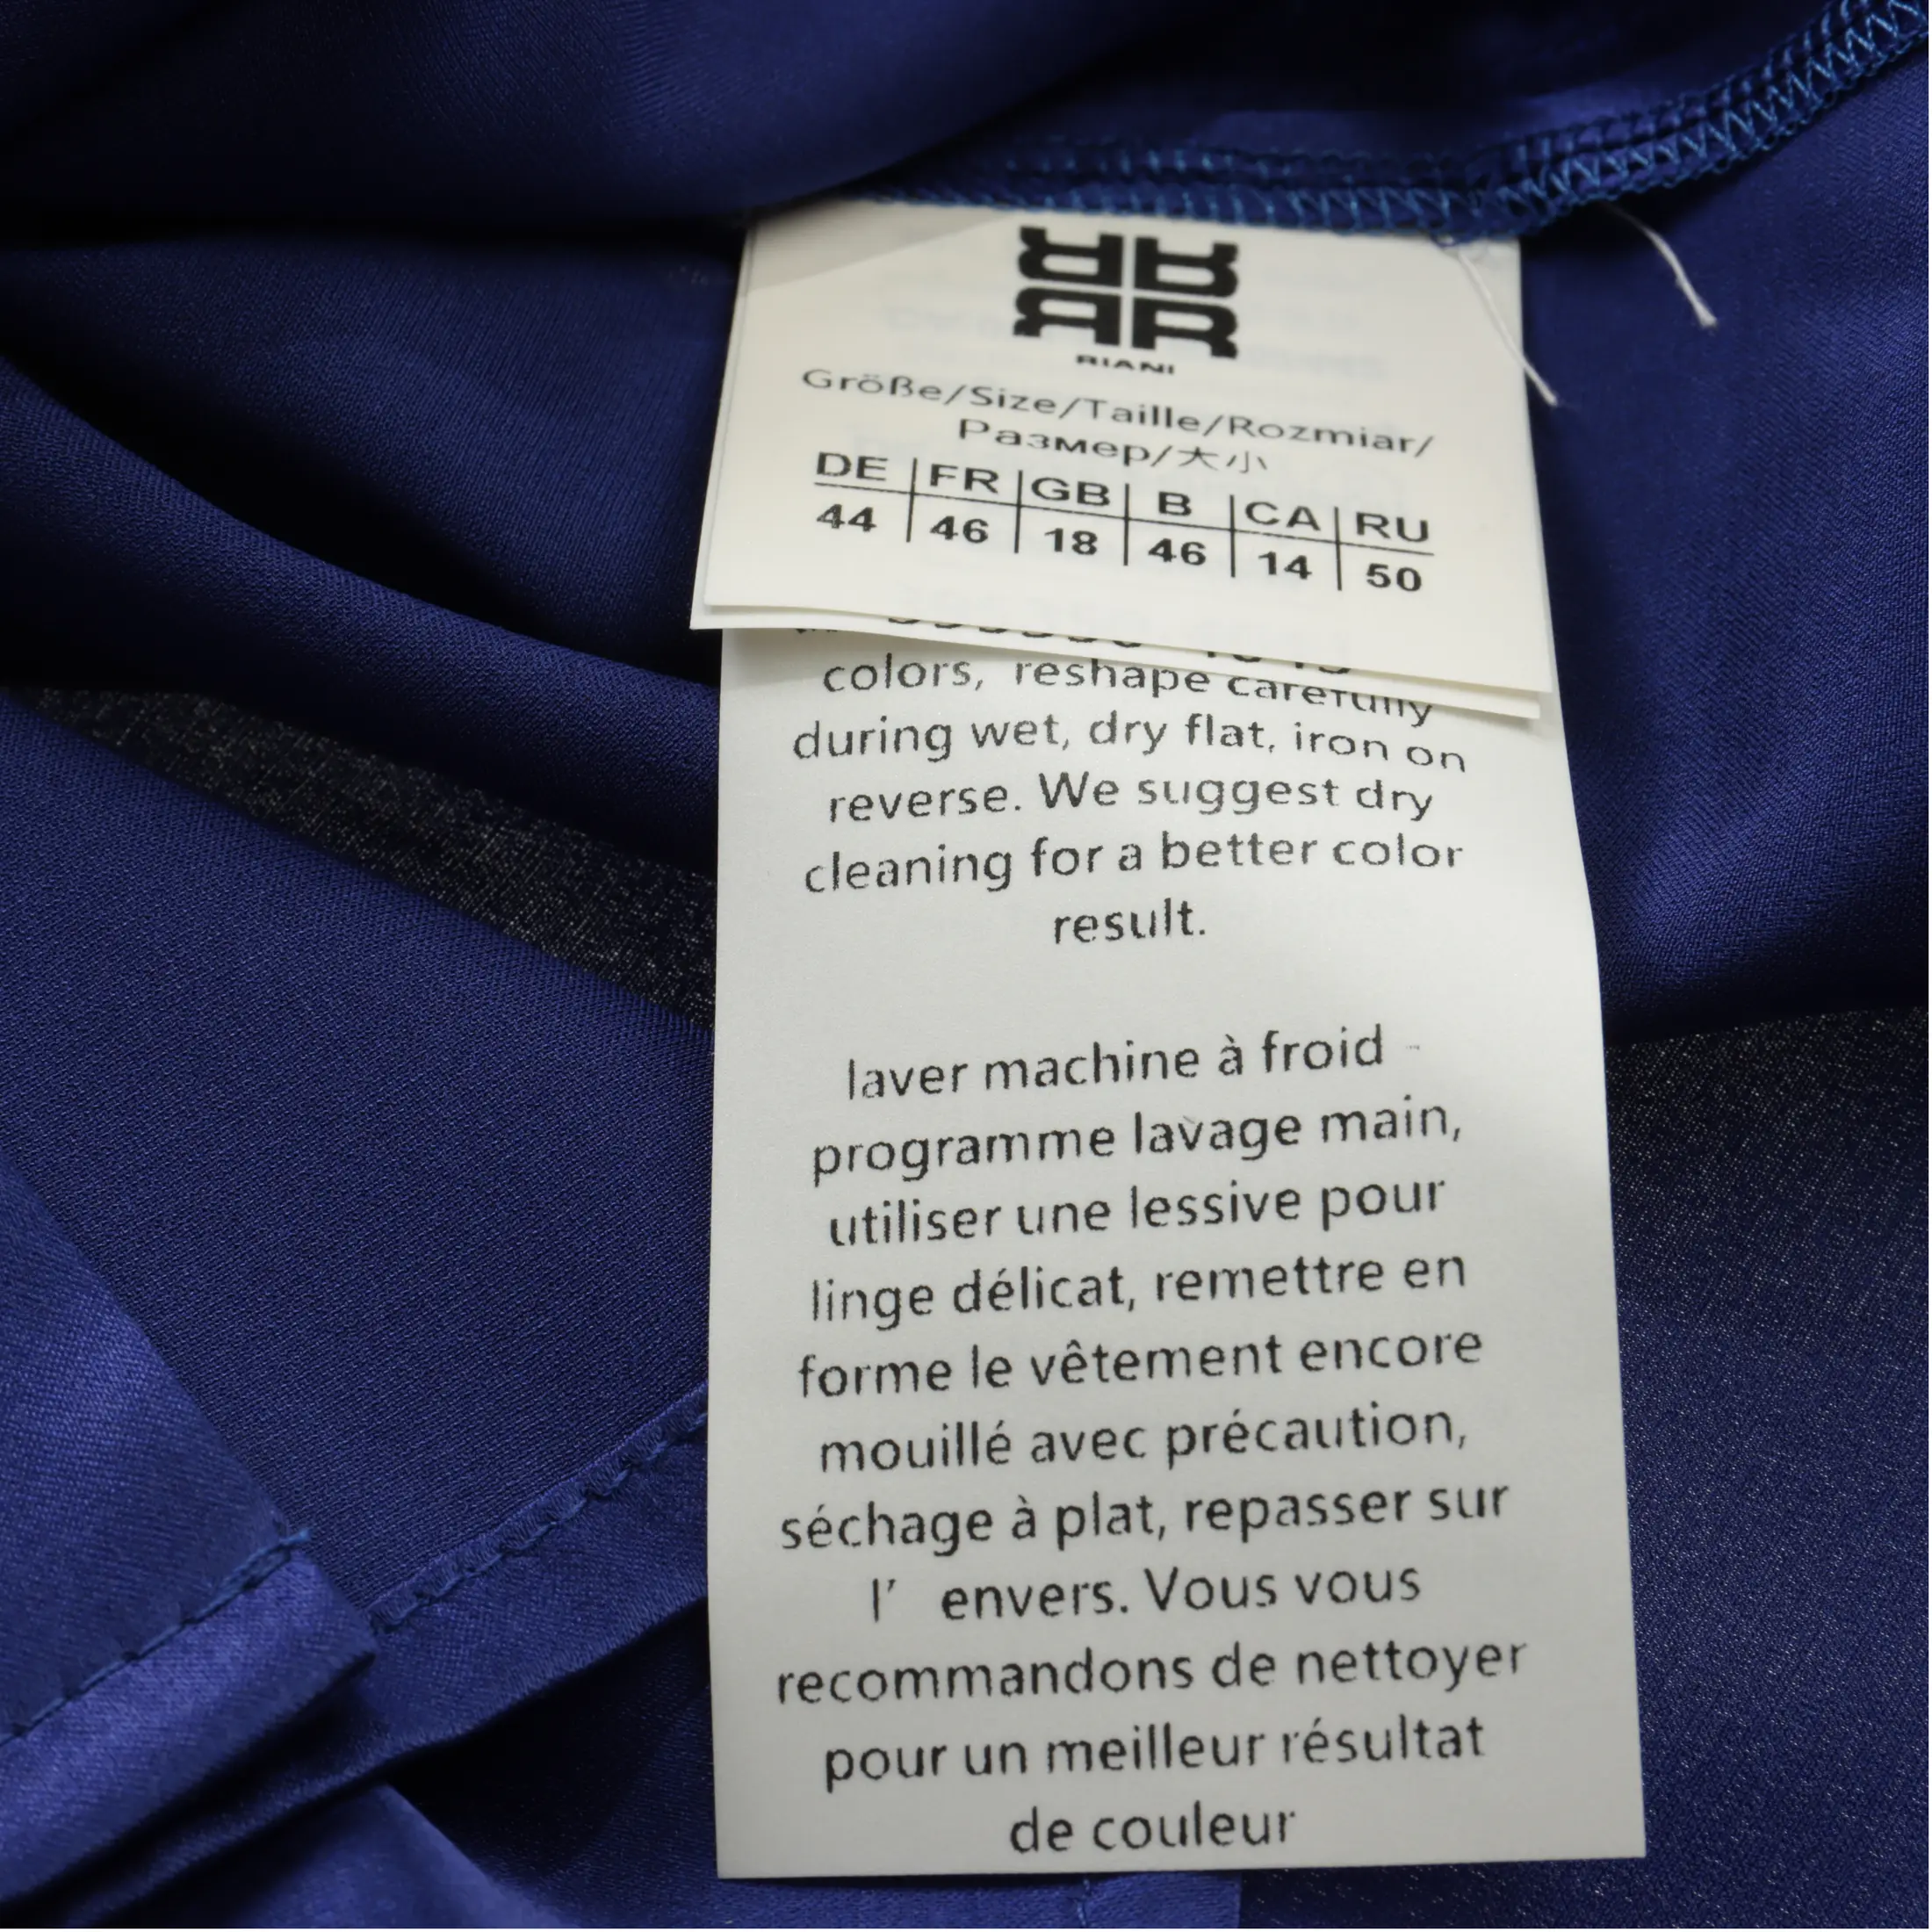 RIANI
Größe/Size/Taille/Rozmiar/
Размер/大小
DE | FR | GB | B | CA | RU
44 | 46 | 18 | 46 | 14 | 50
colors, reshape carefully
during wet, dry flat, iron on
reverse. We suggest dry
cleaning for a better color
result.
laver machine à froid -
programme lavage main,
utiliser une lessive pour
linge délicat, remettre en
forme le vêtement encore
mouillé avec précaution,
séchage à plat, repasser sur
l' envers. Vous vous
recommandons de nettoyer
pour un meilleur résultat
de couleur